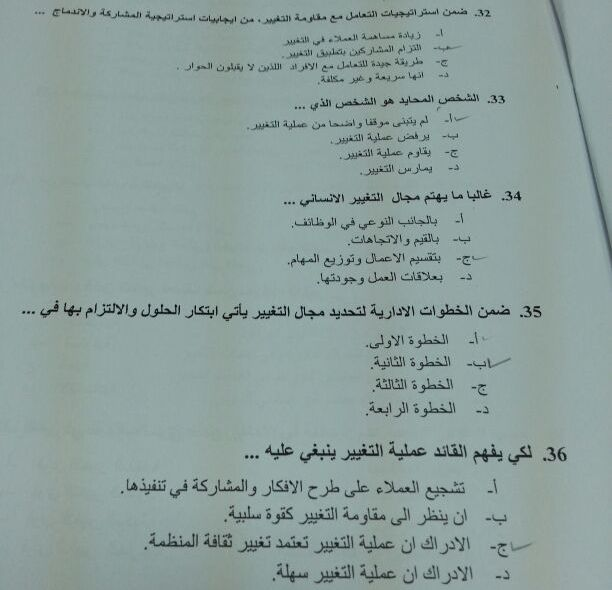 32. ضمن استراتيجيات التعامل مع مقاومة التغيير، من ايجابيات استراتيجية المشاركة والاندماج ...
أ- زيادة مساهمة العملاء في التغيير
ب- التزام المشاركين بتطبيق التغيير.
ج- طريقة جيدة للتعامل مع الافراد اللذين لا يقبلون الحوار .
د- انها سريعة وغير مكلفة.
33. الشخص المحايد هو الشخص الذي ...
أ- لم يتبنى موقفا واضحا من عملية التغيير.
ب- يرفض عملية التغيير.
ج- يقاوم عملية التغيير.
د- يمارس التغيير.
34. غالبا ما يهتم مجال التغيير الانساني ...
أ- بالجانب النوعي في الوظائف.
ب- بالقيم والاتجاهات.
ج- بتقسيم الاعمال وتوزيع المهام.
د- بعلاقات العمل وجودتها.
35. ضمن الخطوات الادارية لتحديد مجال التغيير يأتي ابتكار الحلول والالتزام بها في ...
أ- الخطوة الاولى.
ب- الخطوة الثانية.
ج- الخطوة الثالثة.
د- الخطوة الرابعة.
36. لكي يفهم القائد عملية التغيير ينبغي عليه ...
أ- تشجيع العملاء على طرح الافكار والمشاركة في تنفيذها.
ب- ان ينظر الى مقاومة التغيير كقوة سلبية.
ج- الادراك ان عملية التغيير تعتمد تغيير ثقافة المنظمة.
د- الادراك ان عملية التغيير سهلة.